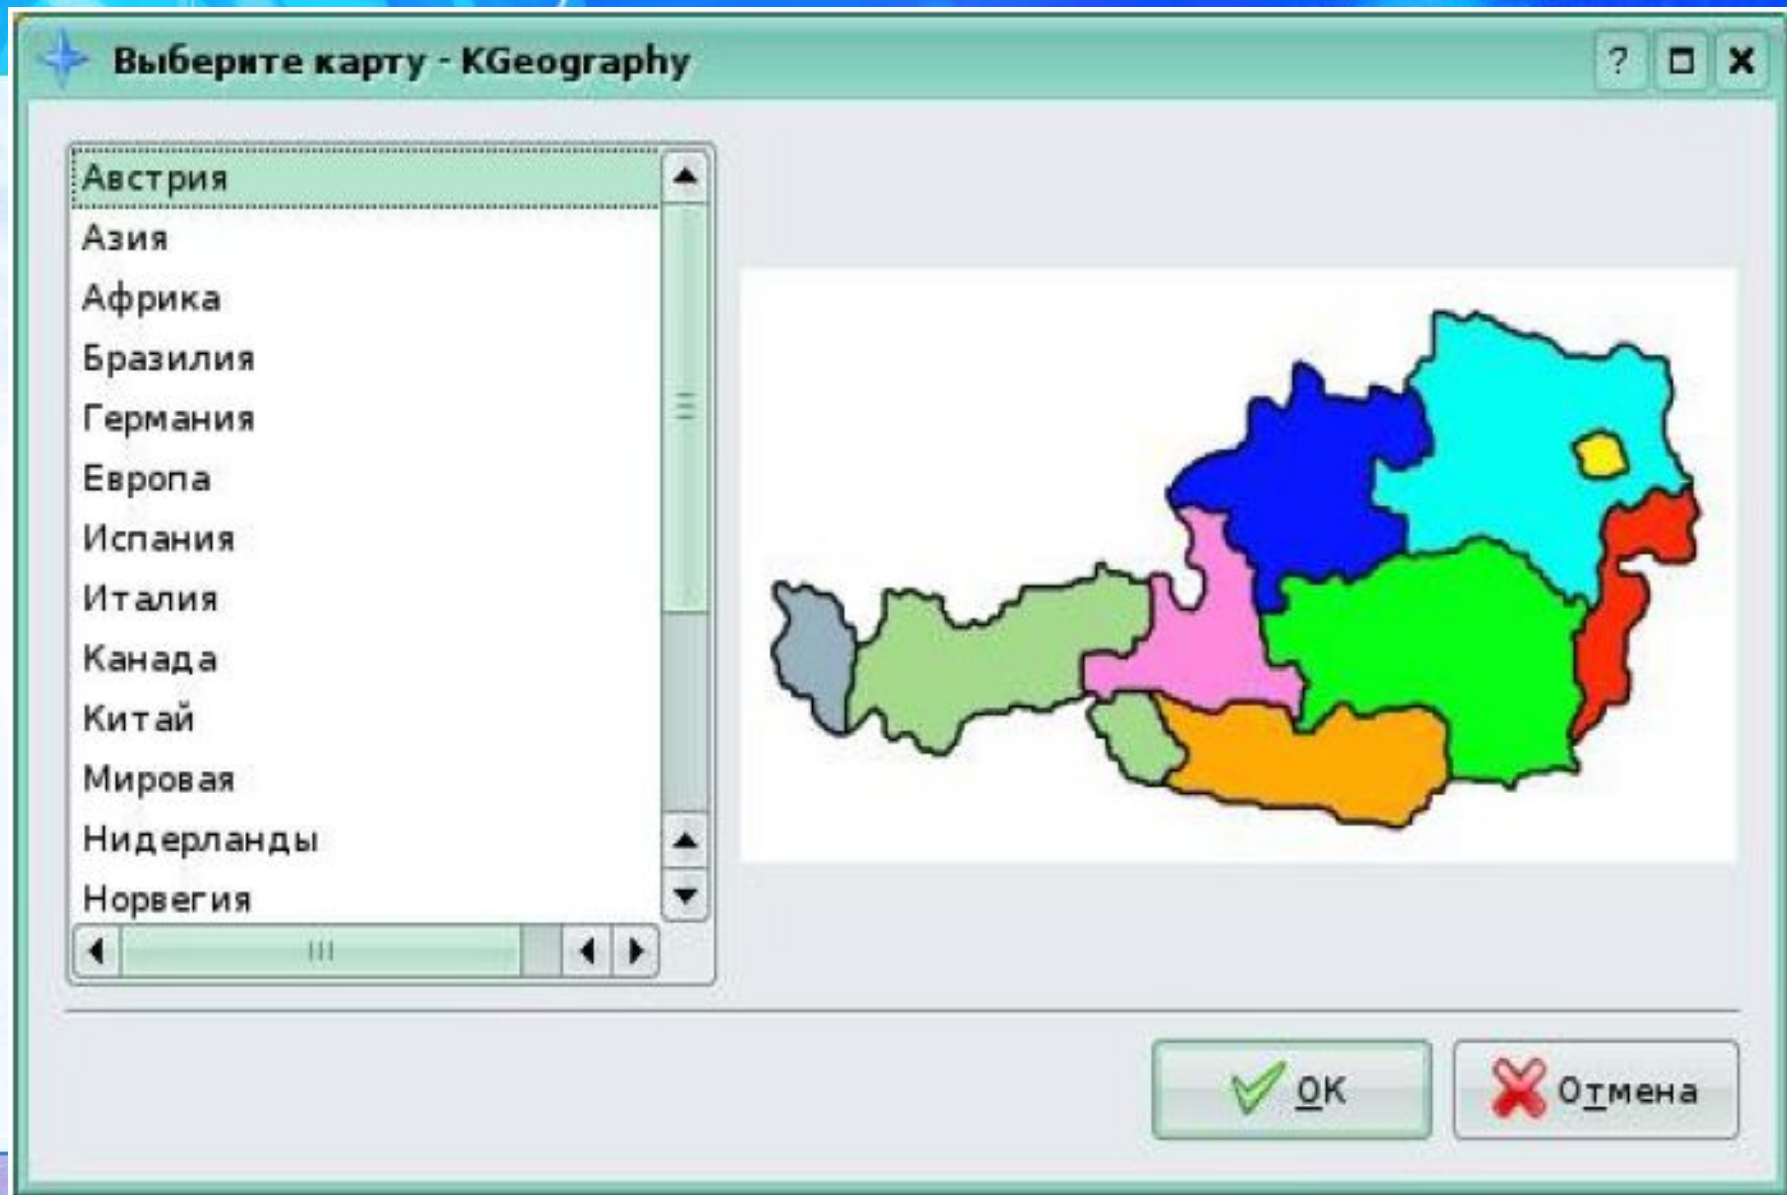 Выберите карту - KGeography
?
Австрия
Азия
Африка
Бразилия
Германия
Европа
Испания
Италия
Канада
Китай
Мировая
Нидерланды
Норвегия
OK
Отмена